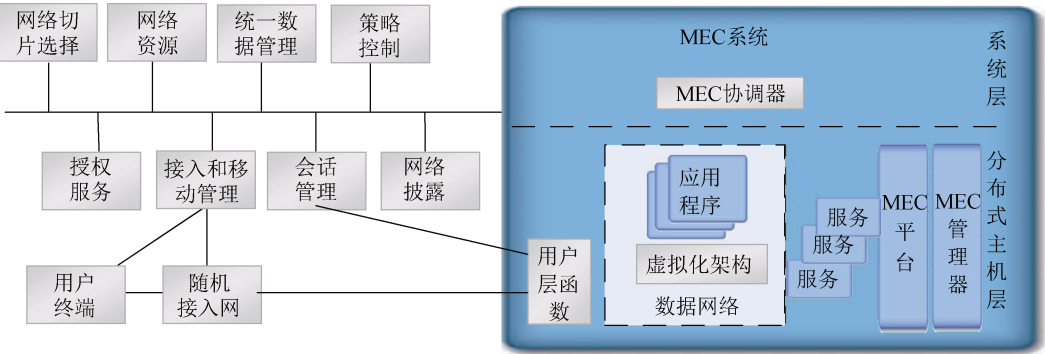 网络切
片选择
网络
资源
统一数
据管理
策略
控制
MEC系统
系
统
层
MEC协调器
授权
服务
接入和移
动管理
会话
管理
网络
披露
应用
程序
虚拟化架构
数据网络
服务
服务
服务
MEC
平
台
MEC
管
理
器
分
布
式
主
机
层
用户
终端
随机
接入网
用户
层函
数